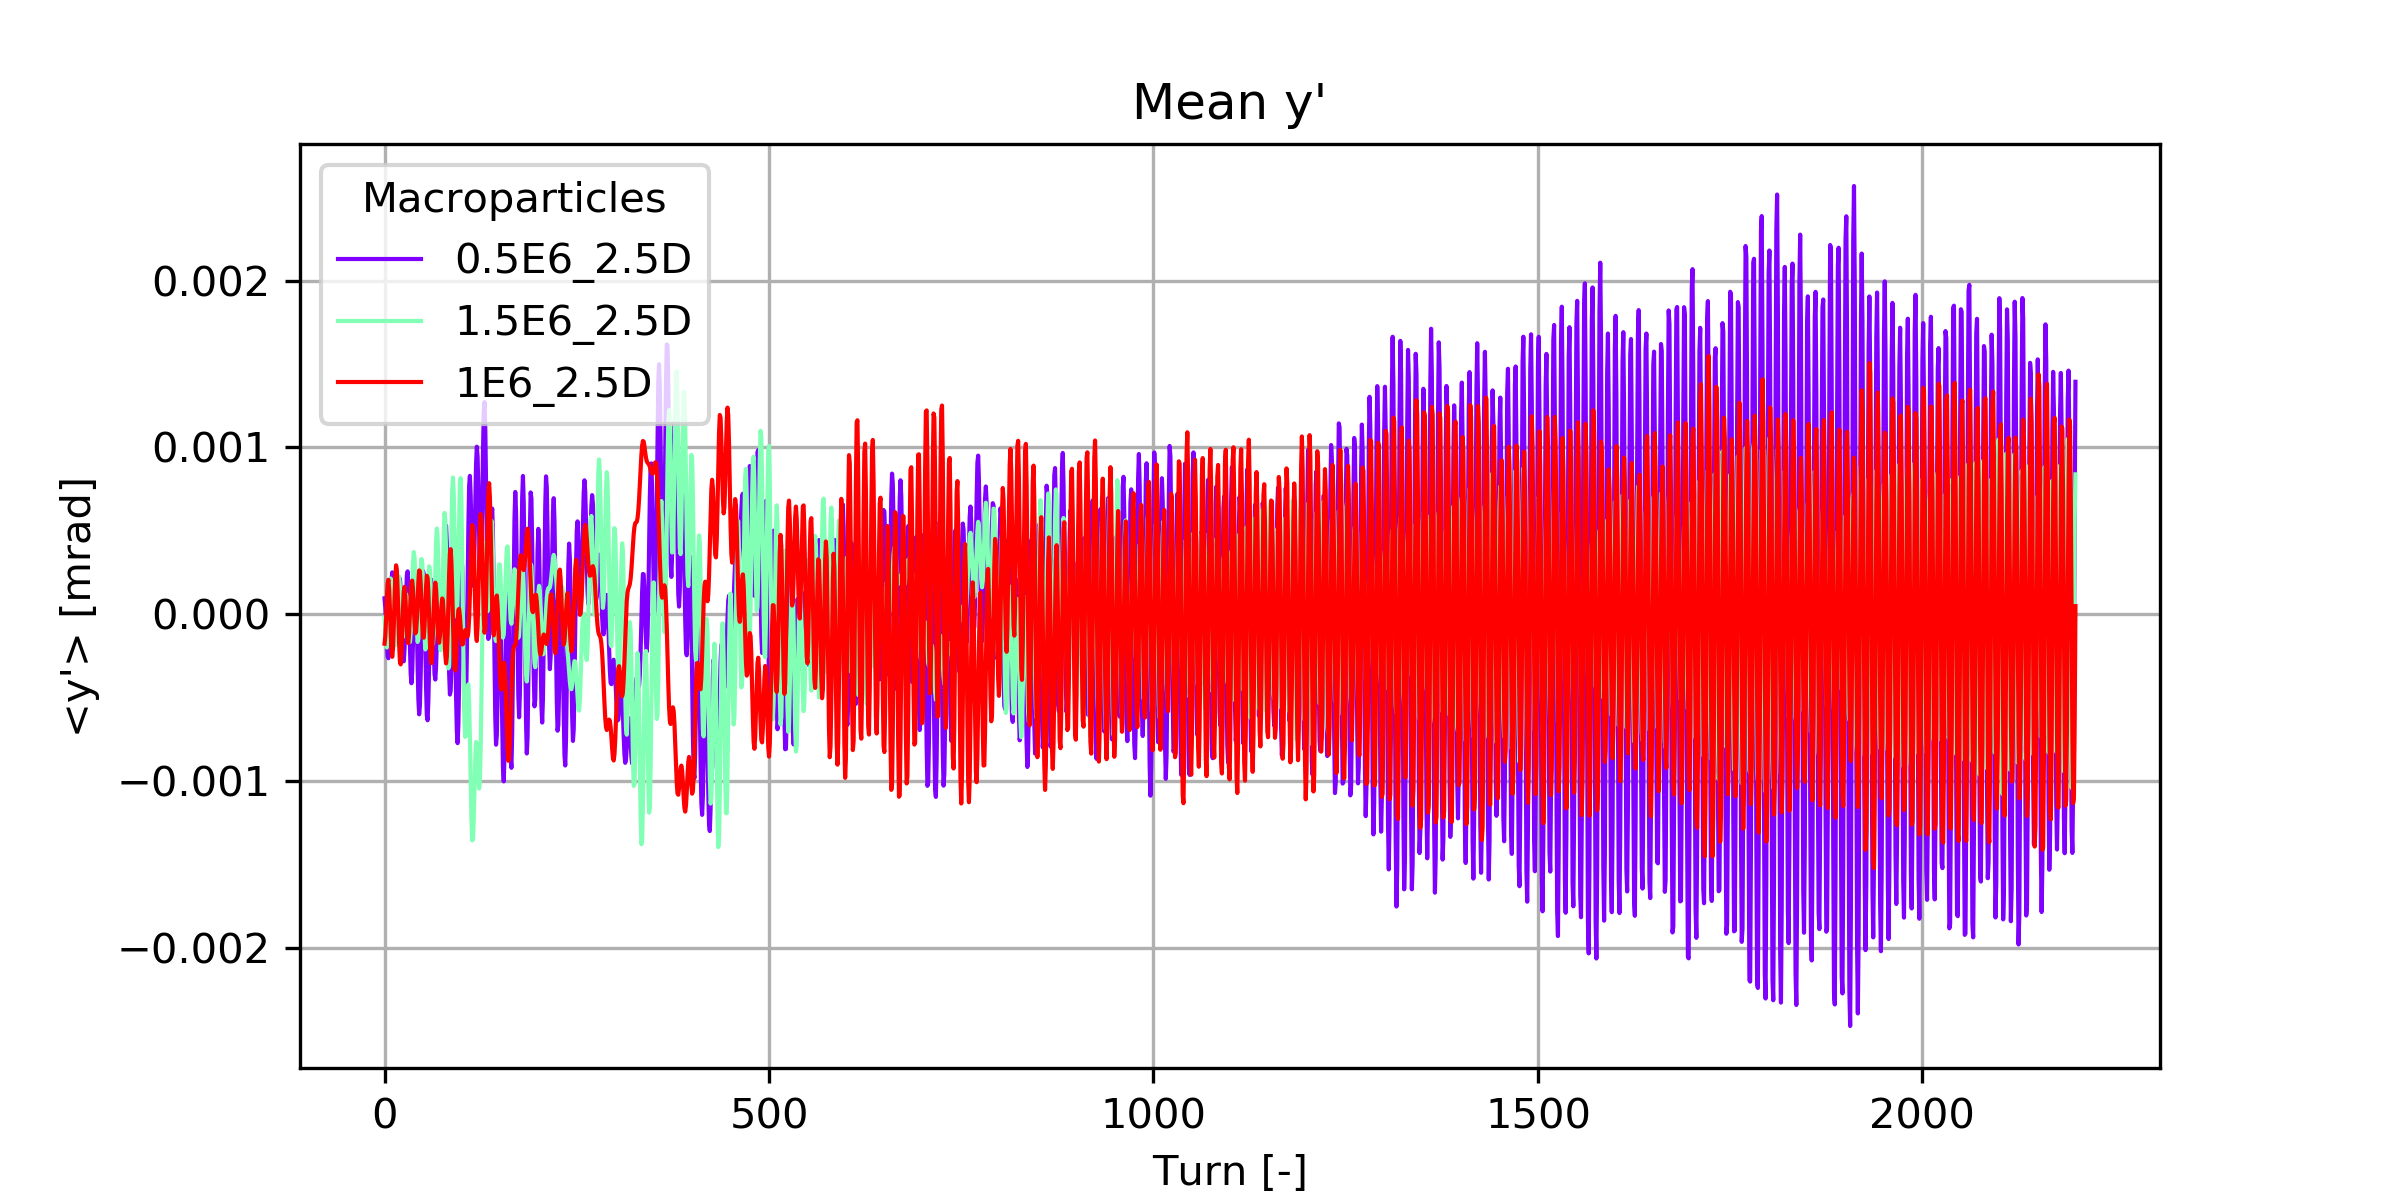 Mean y'
Macroparticles
0.5E6_2.5D
1.5E6_2.5D
1E6_2.5D
<y'> [mrad]
0.002
0.001
0.000
−0.001
−0.002
0 500 1000 1500 2000
Turn [-]